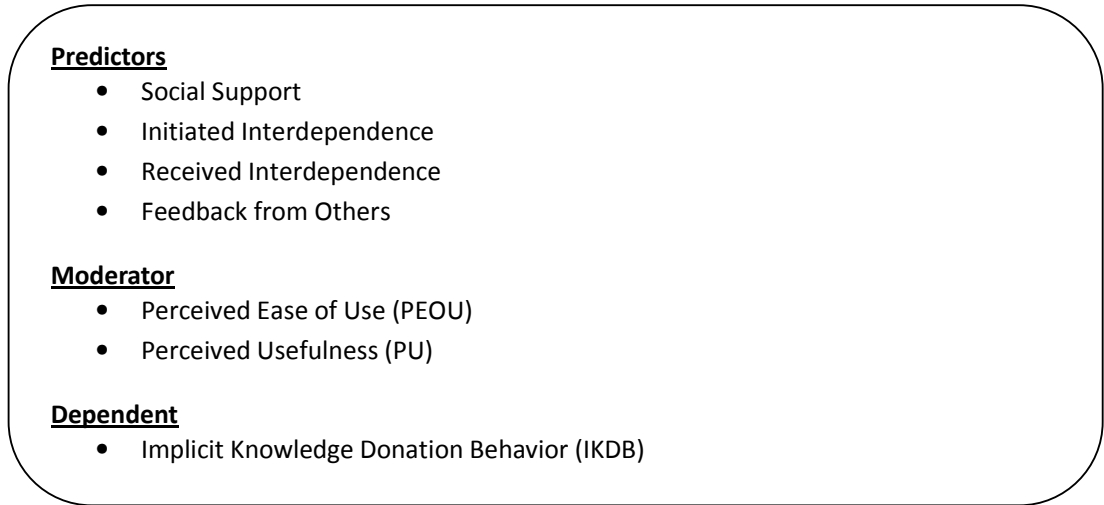 Predictors
• Social Support
• Initiated Interdependence
• Received Interdependence
• Feedback from Others
Moderator
• Perceived Ease of Use (PEOU)
• Perceived Usefulness (PU)
Dependent
• Implicit Knowledge Donation Behavior (IKDB)